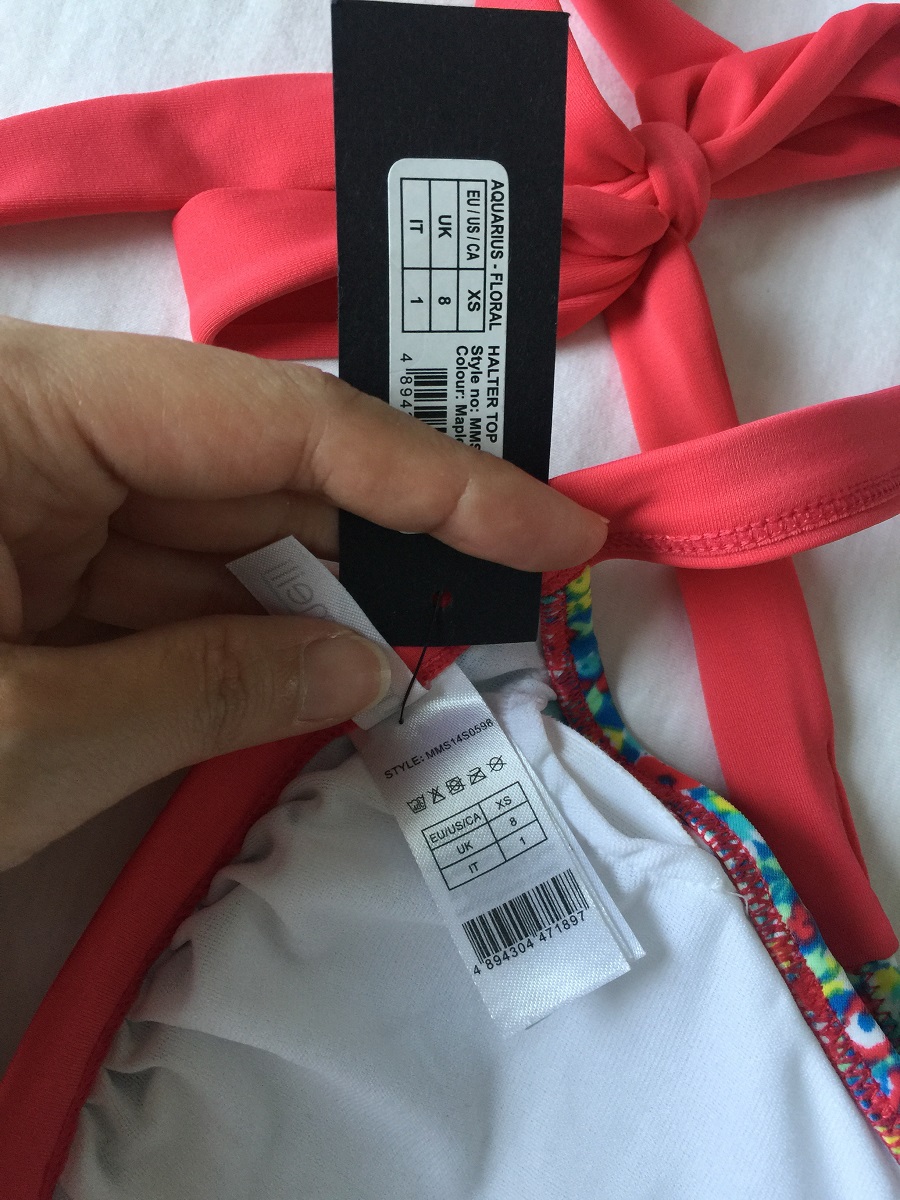 AQUARIUS - FLORAL HALTER TOP
Style no: MMS
Colour: Maple
EU / US / CA XS
UK 8
IT 1
4 894
STYLE: MMS14S0598
EU/US/CA XS
UK 8
IT 1
4 894304 471897